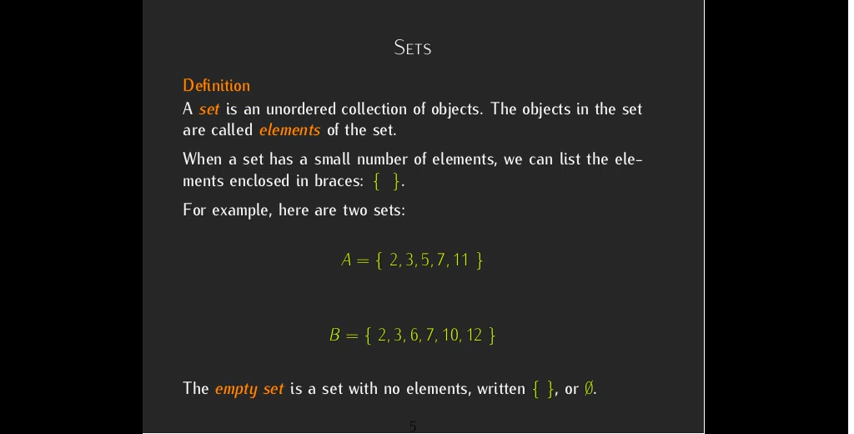 Sets
Definition
A set is an unordered collection of objects. The objects in the set
are called elements of the set.
When a set has a small number of elements, we can list the ele-
ments enclosed in braces: { }.
For example, here are two sets:
A = { 2, 3, 5, 7, 11 }
B = { 2, 3, 6, 7, 10, 12 }
The empty set is a set with no elements, written { }, or ∅.
5